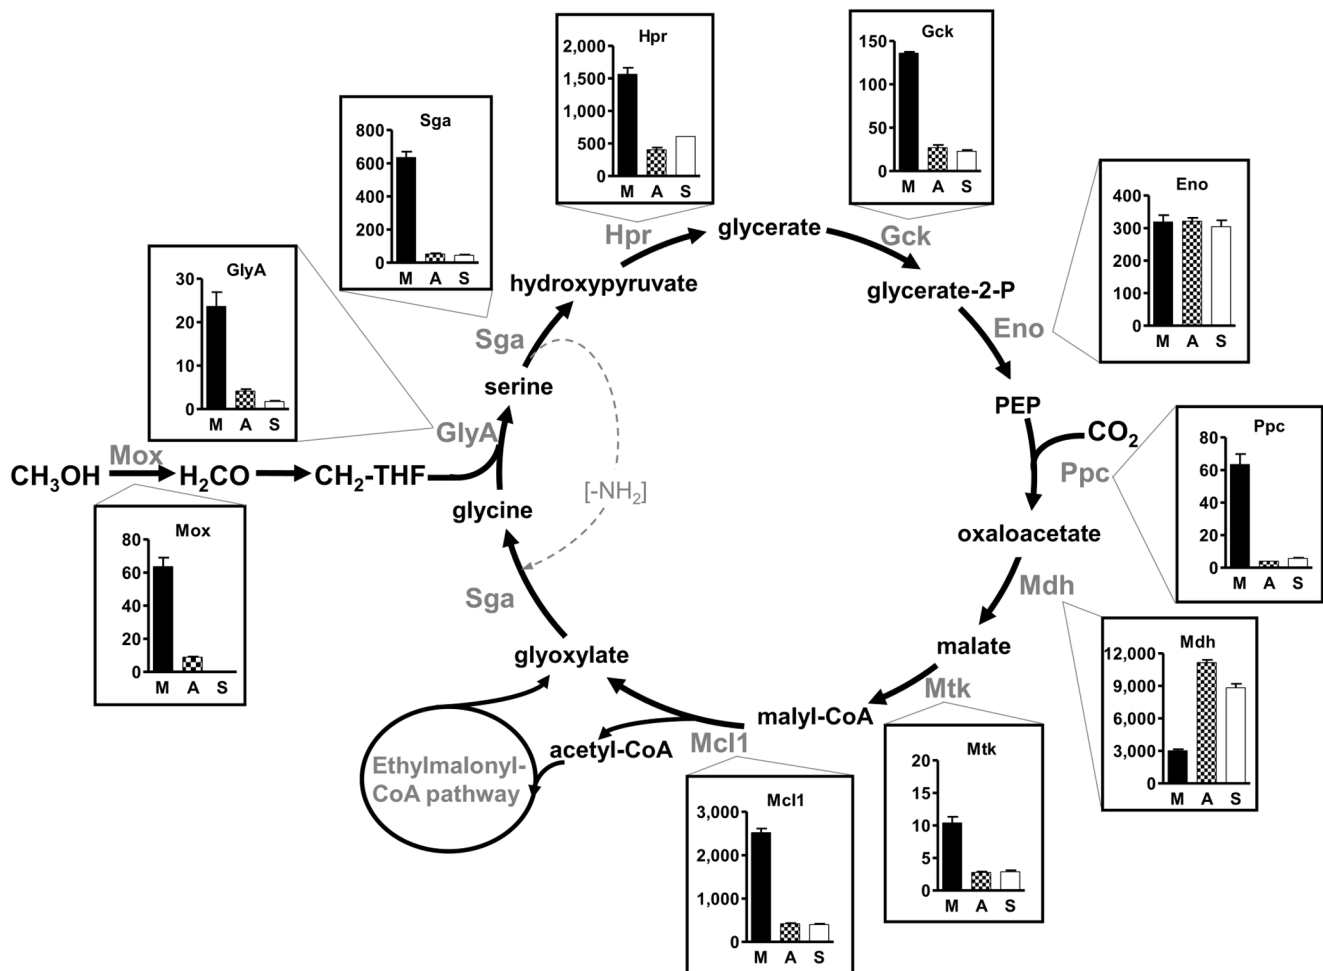 Hpr
2,000
1,500
1,000
500
0
M A S
Gck
150
100
50
0
M A S
Sga
800
600
400
200
0
M A S
Eno
400
300
200
100
0
M A S
GlyA
30
20
10
0
M A S
Hpr
glycerate
Gck
hydroxypyruvate
glycerate-2-P
Sga
Eno
serine
PEP
GlyA
CO2
Ppc
80
60
40
20
0
M A S
Ppc
Mox
CH3OH
H2CO
CH2-THF
[-NH2]
glycine
oxaloacetate
Mox
80
60
40
20
0
M A S
Sga
Mdh
glyoxylate
malate
Mdh
12,000
9,000
6,000
3,000
0
M A S
Mtk
malyl-CoA
Mcl1
acetyl-CoA
Ethylmalonyl-
CoA pathway
Mtk
20
15
10
5
0
M A S
Mcl1
3,000
2,000
1,000
0
M A S